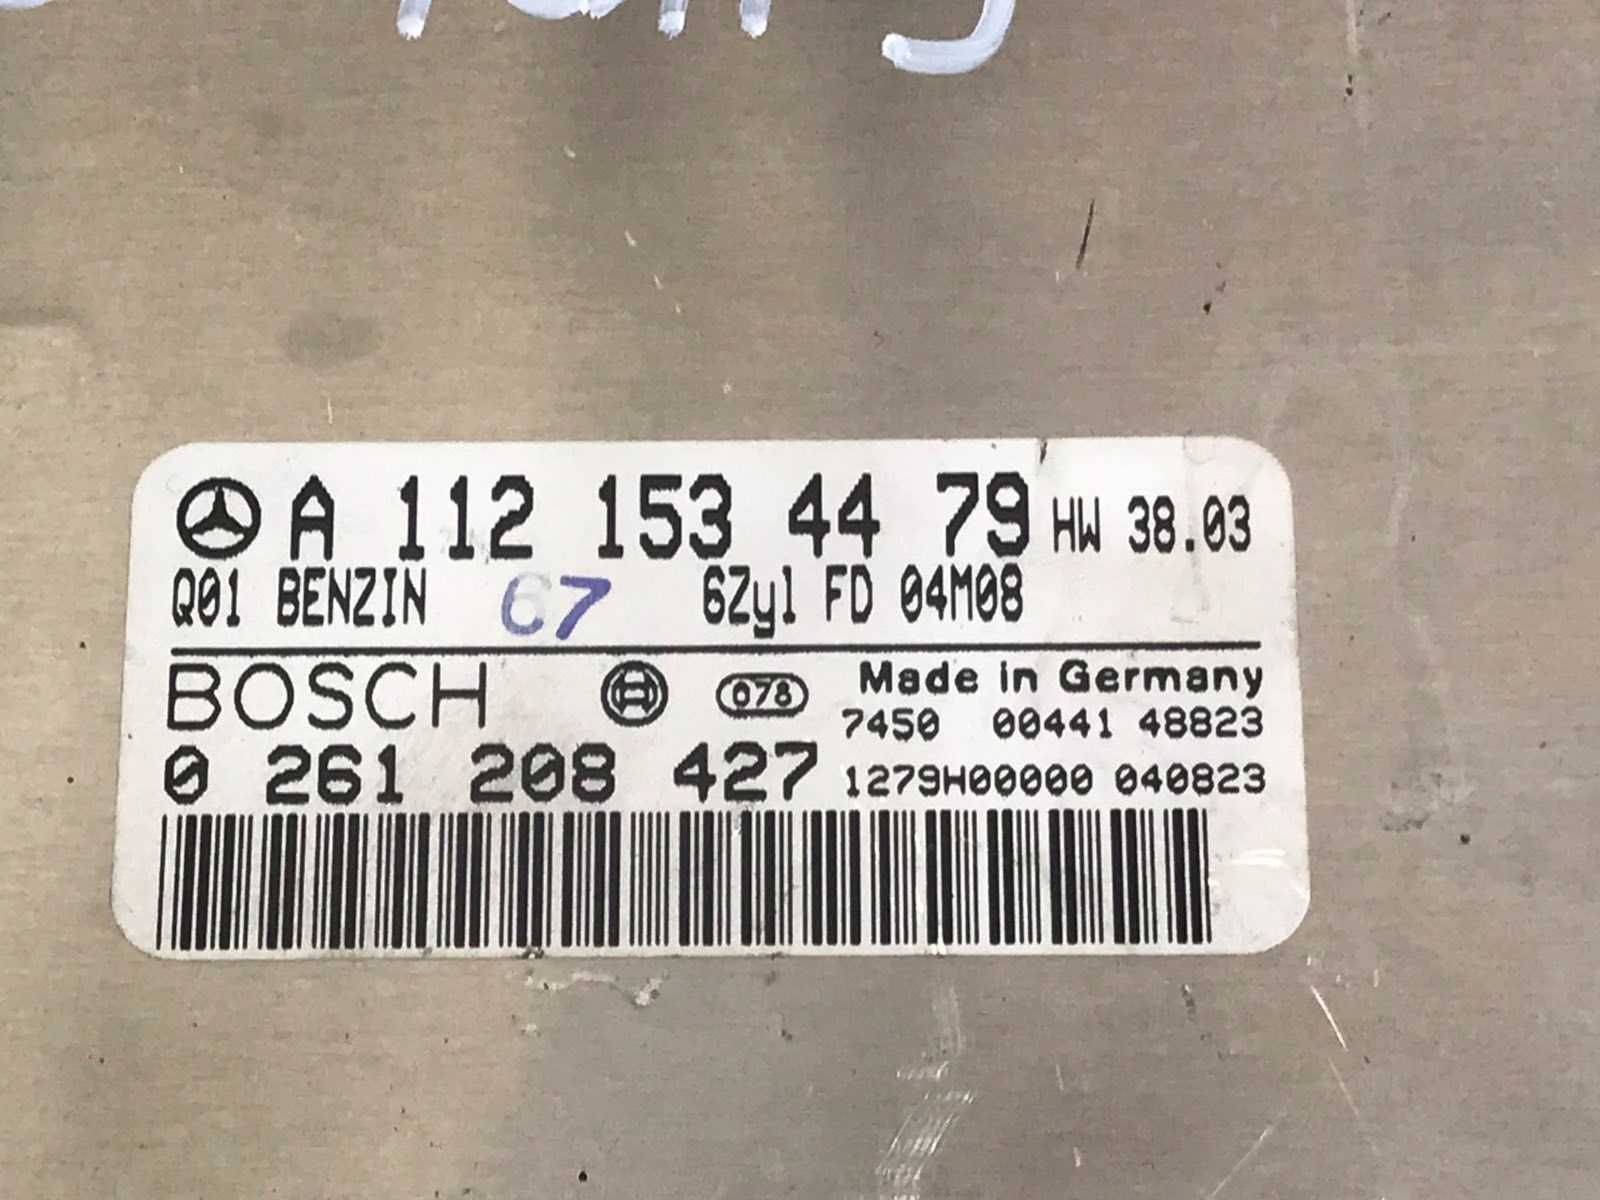 A 112 153 44 79 HW 38.03
Q01 BENZIN 67 6Zyl FD 04M08
BOSCH H 078 Made in Germany
7450 00441 48823
0 261 208 427 1279H00000 040823